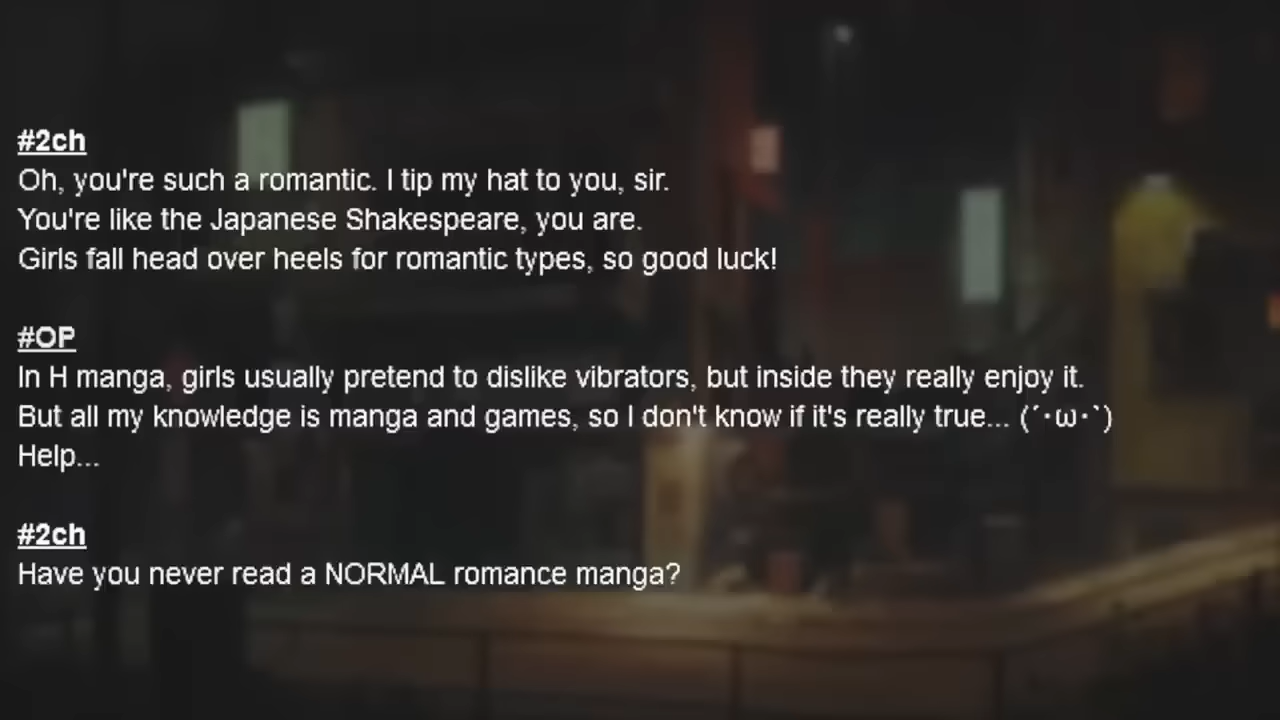 #2ch
Oh, you're such a romantic. I tip my hat to you, sir.
You're like the Japanese Shakespeare, you are.
Girls fall head over heels for romantic types, so good luck!
#OP
In H manga, girls usually pretend to dislike vibrators, but inside they really enjoy it.
But all my knowledge is manga and games, so I don't know if it's really true... (´･ω･`)
Help...
#2ch
Have you never read a NORMAL romance manga?